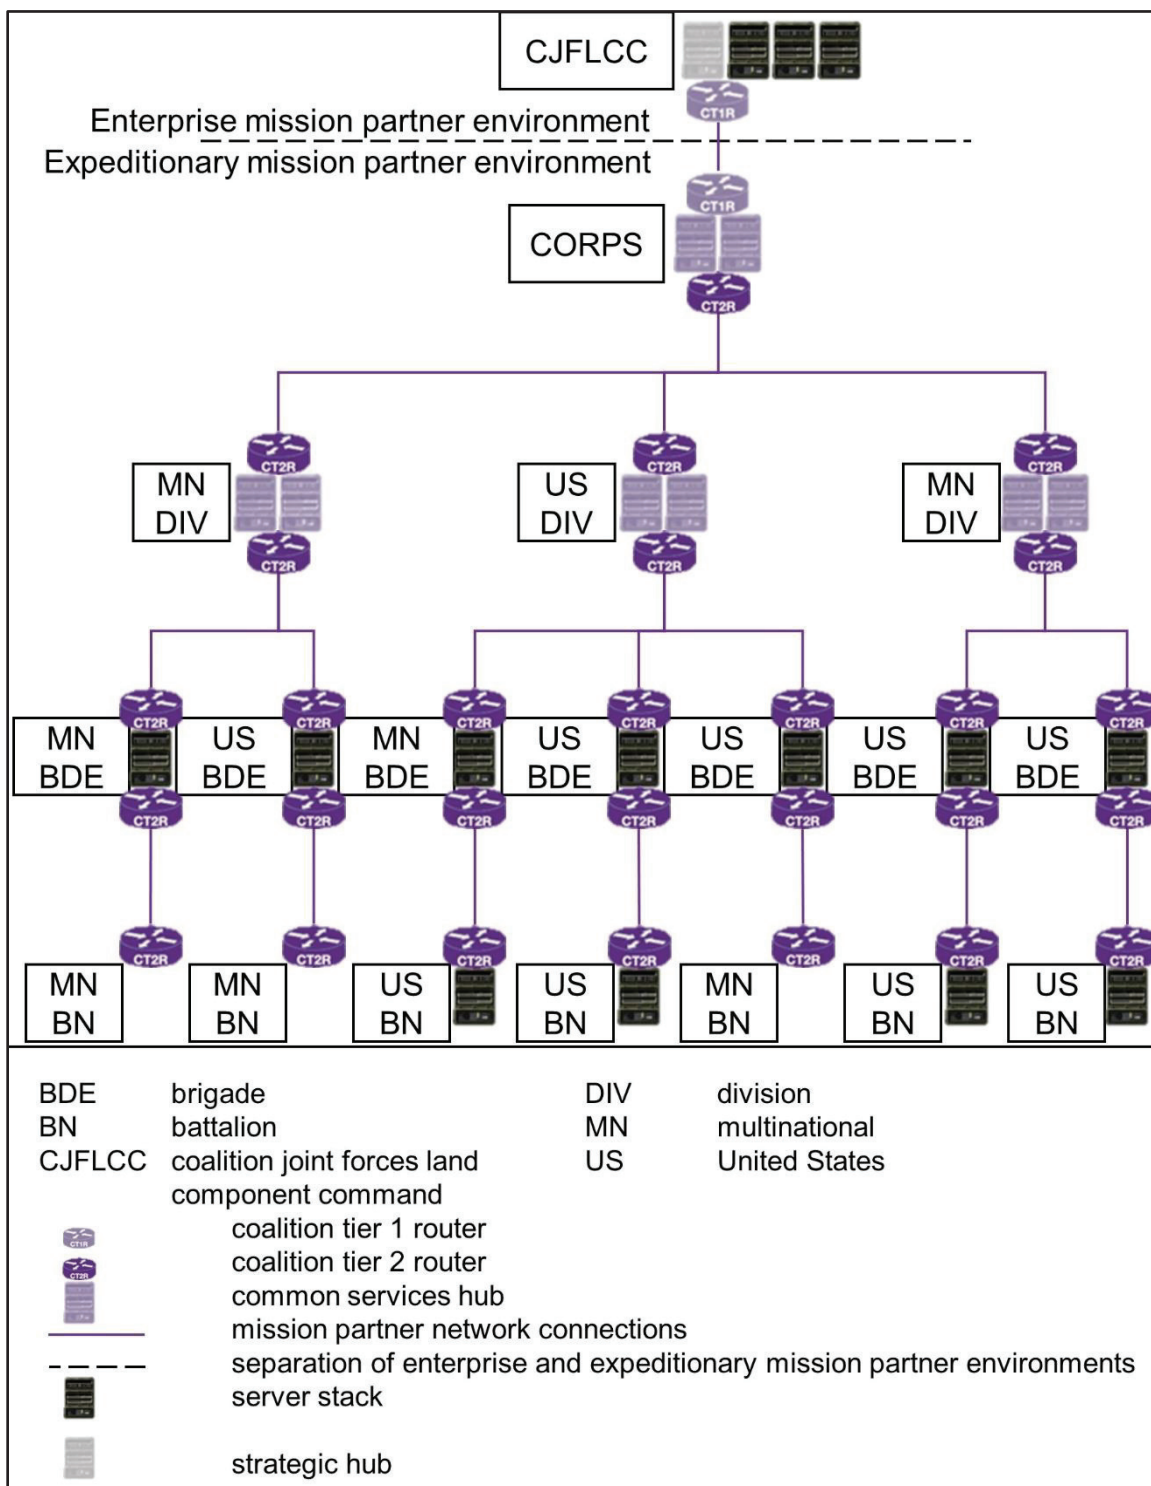 CJFLCC
CT1R
Enterprise mission partner environment
Expeditionary mission partner environment
CT1R
CORPS
CT2R
CT2R CT2R CT2R
MN US MN
DIV DIV DIV
CT2R CT2R CT2R
CT2R CT2R CT2R CT2R CT2R CT2R CT2R
MN US MN US US US US
BDE BDE BDE BDE BDE BDE BDE
CT2R CT2R CT2R CT2R CT2R CT2R CT2R
CT2R CT2R CT2R CT2R CT2R CT2R CT2R
MN MN US US MN US US
BN BN BN BN BN BN BN
BDE brigade DIV division
BN battalion MN multinational
CJFLCC coalition joint forces land US United States
component command
CT1R coalition tier 1 router
CT2R coalition tier 2 router
common services hub
mission partner network connections
separation of enterprise and expeditionary mission partner environments
server stack
strategic hub